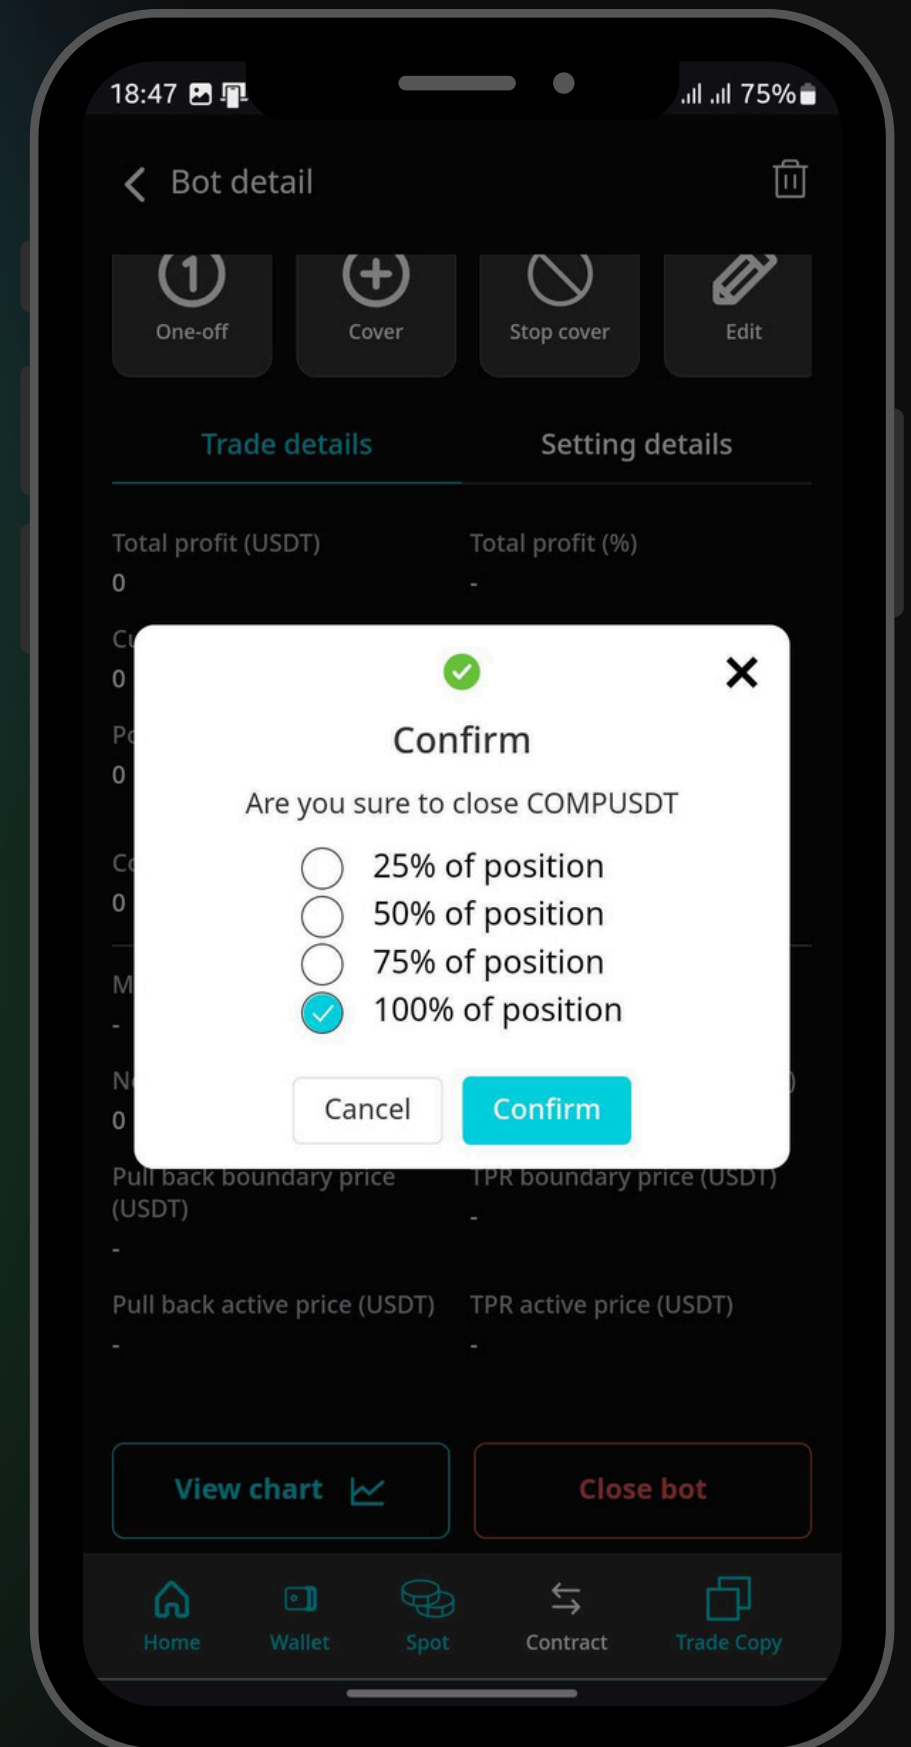 18:47 75%
Bot detail
One-off Cover Stop cover Edit
Trade details Setting details
Total profit (USDT) Total profit (%)
0 -
0
0
0
-
0
Confirm
Are you sure to close COMPUSDT
25% of position
50% of position
75% of position
100% of position
Cancel Confirm
Pull back boundary price TPR boundary price (USDT)
(USDT) -
-
Pull back active price (USDT) TPR active price (USDT)
- -
View chart Close bot
Home Wallet Spot Contract Trade Copy